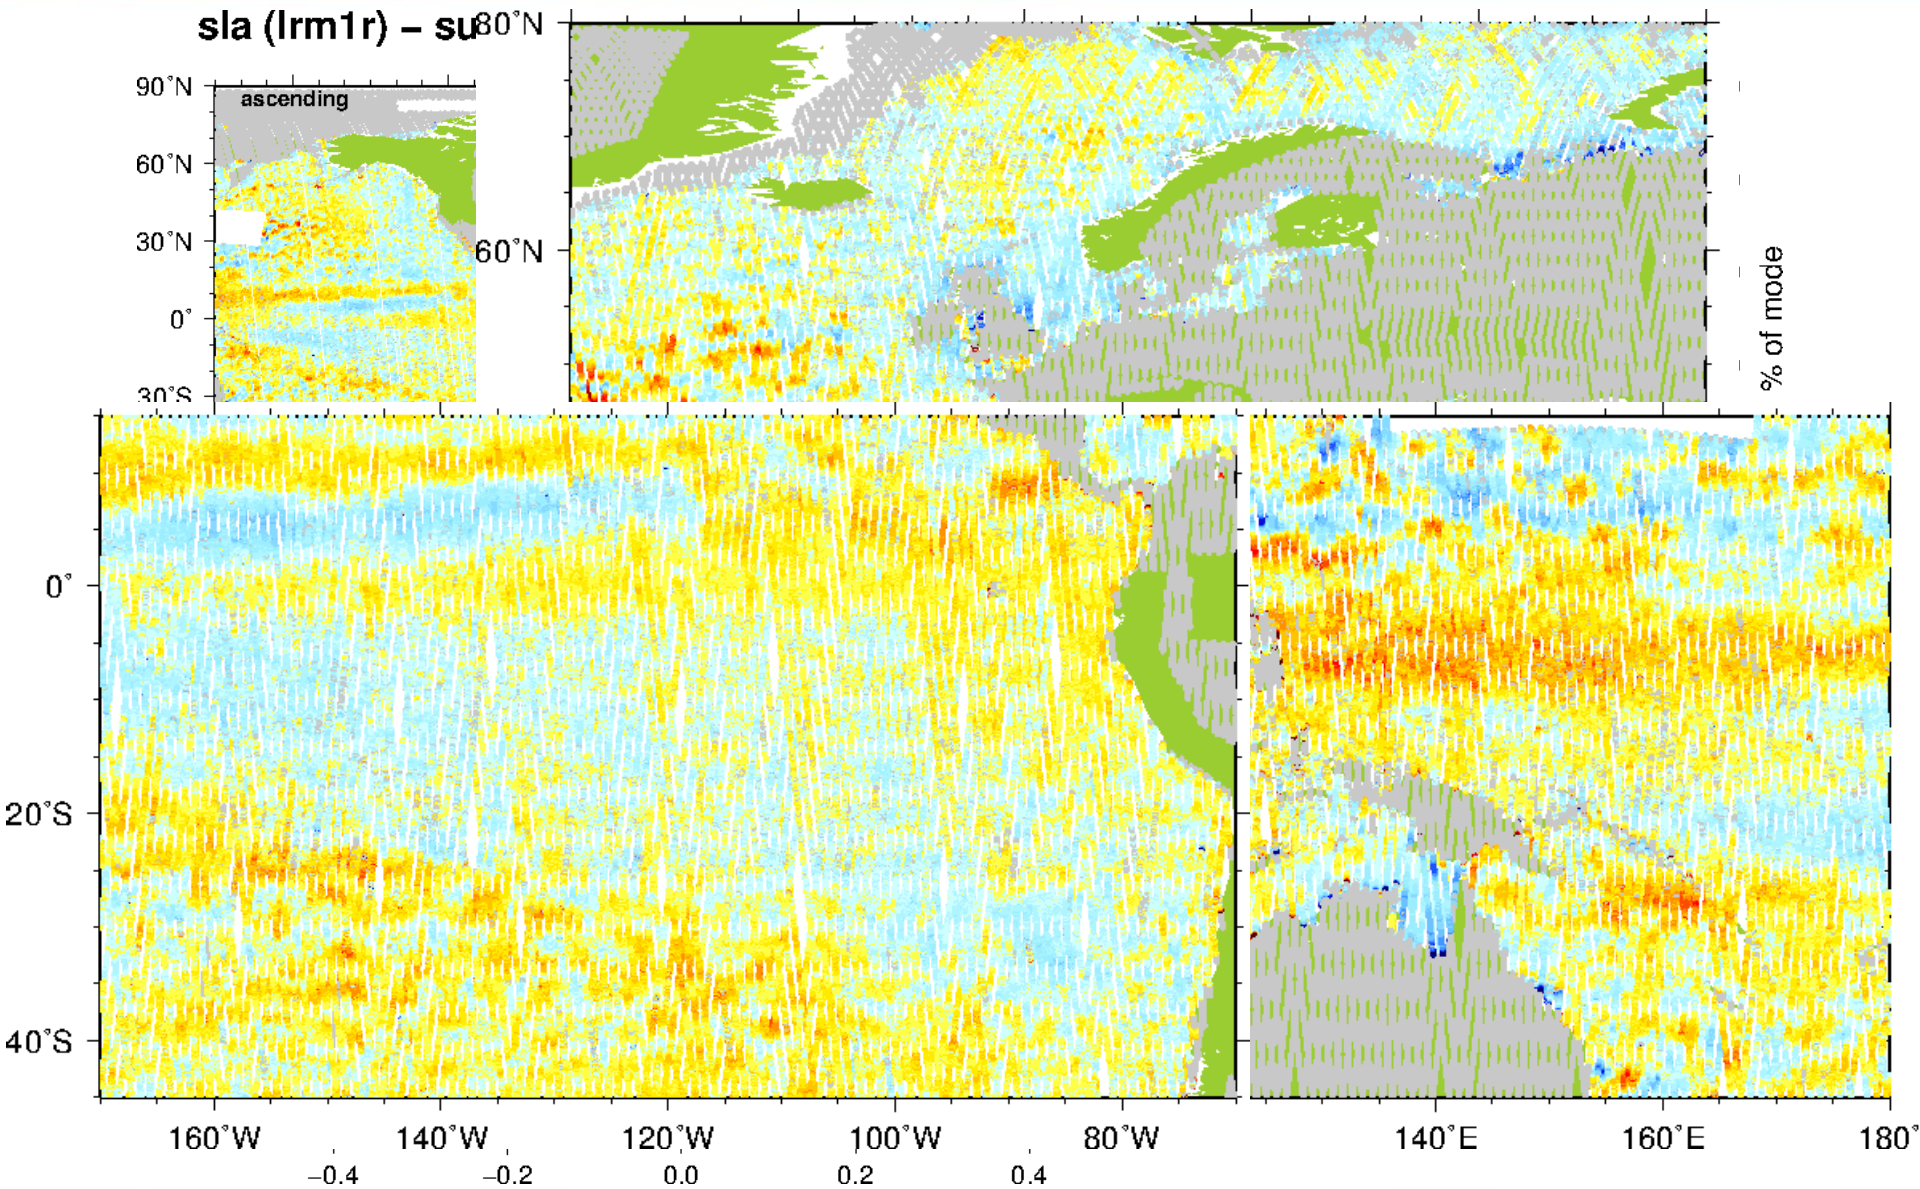 sla (lrm1r) − su
80˚N
90˚N
ascending
60˚N
30˚N
0˚
30˚S
60˚N
% of mode
0˚
20˚S
40˚S
160˚W 140˚W 120˚W 100˚W 80˚W 140˚E 160˚E 180˚
−0.4 −0.2 0.0 0.2 0.4